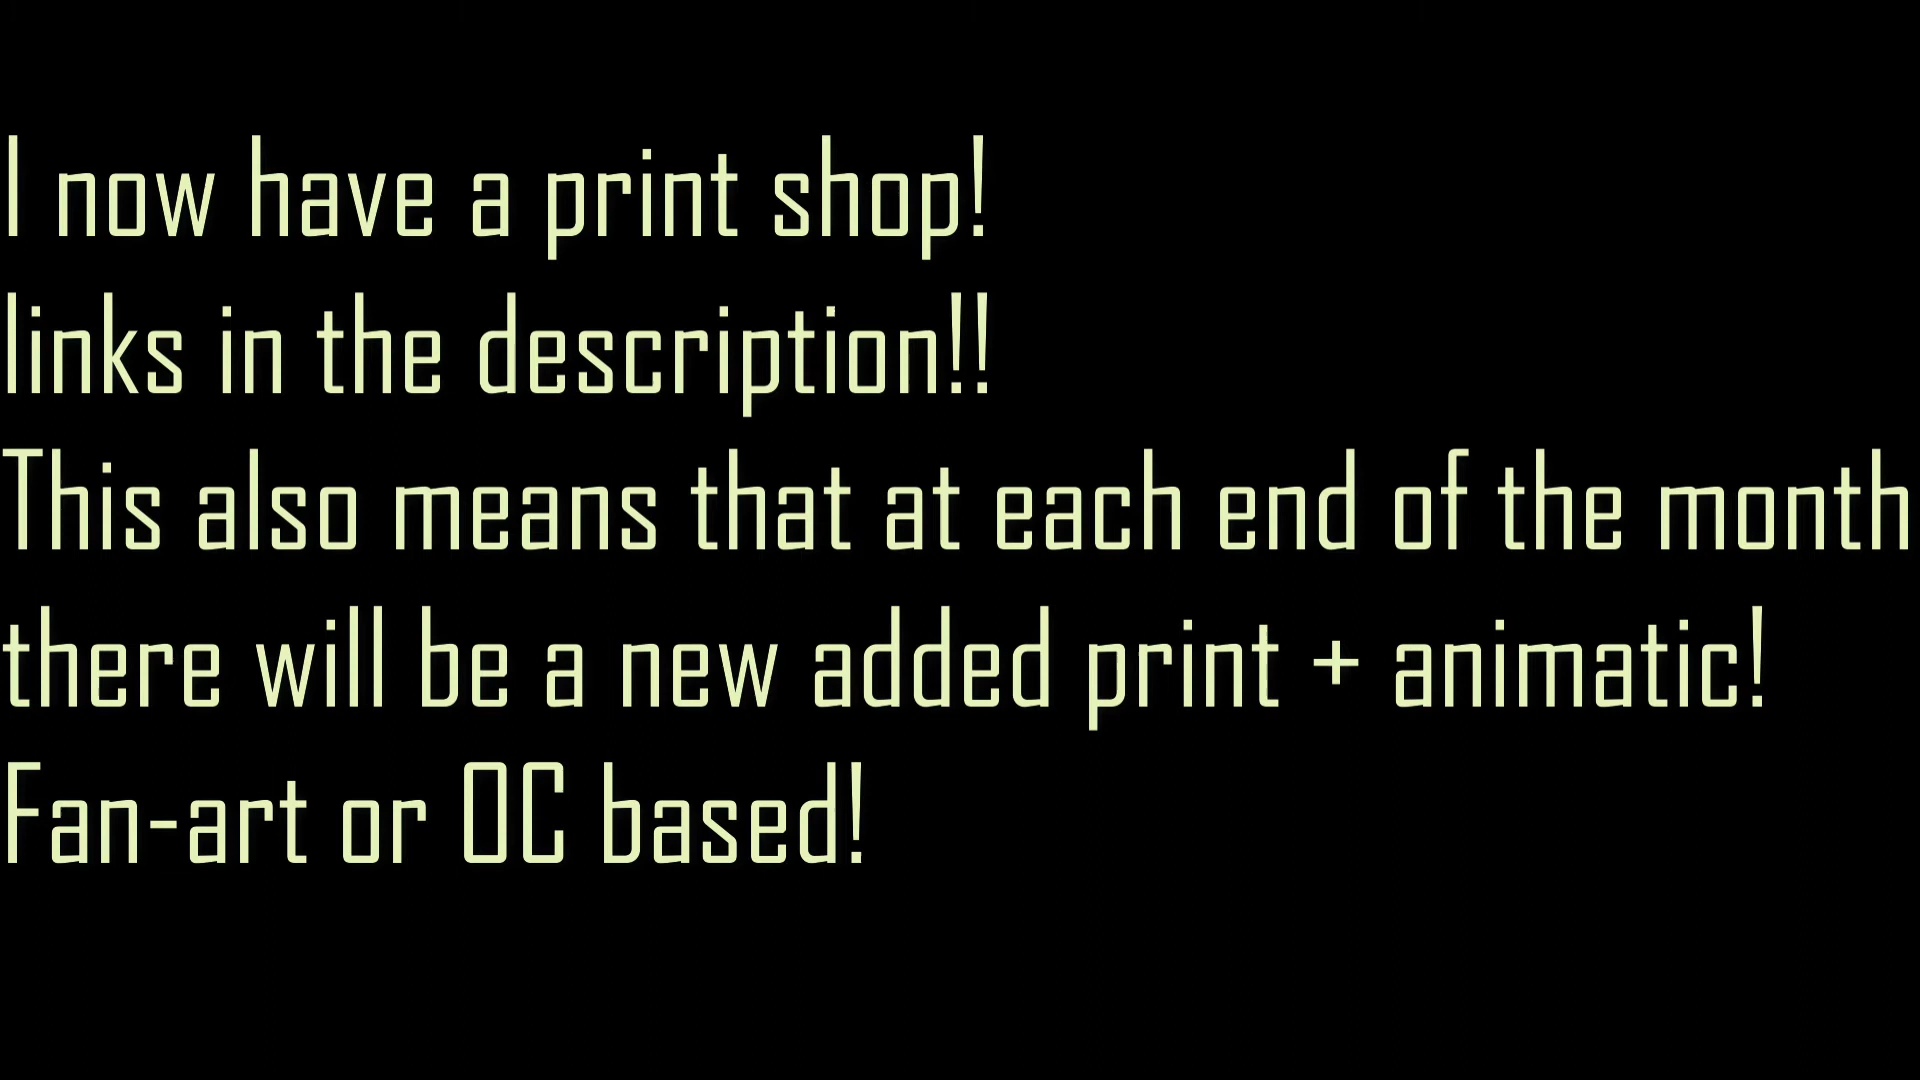 I now have a print shop!
links in the description!!
This also means that at each end of the month
there will be a new added print + animatic!
Fan-art or OC based!